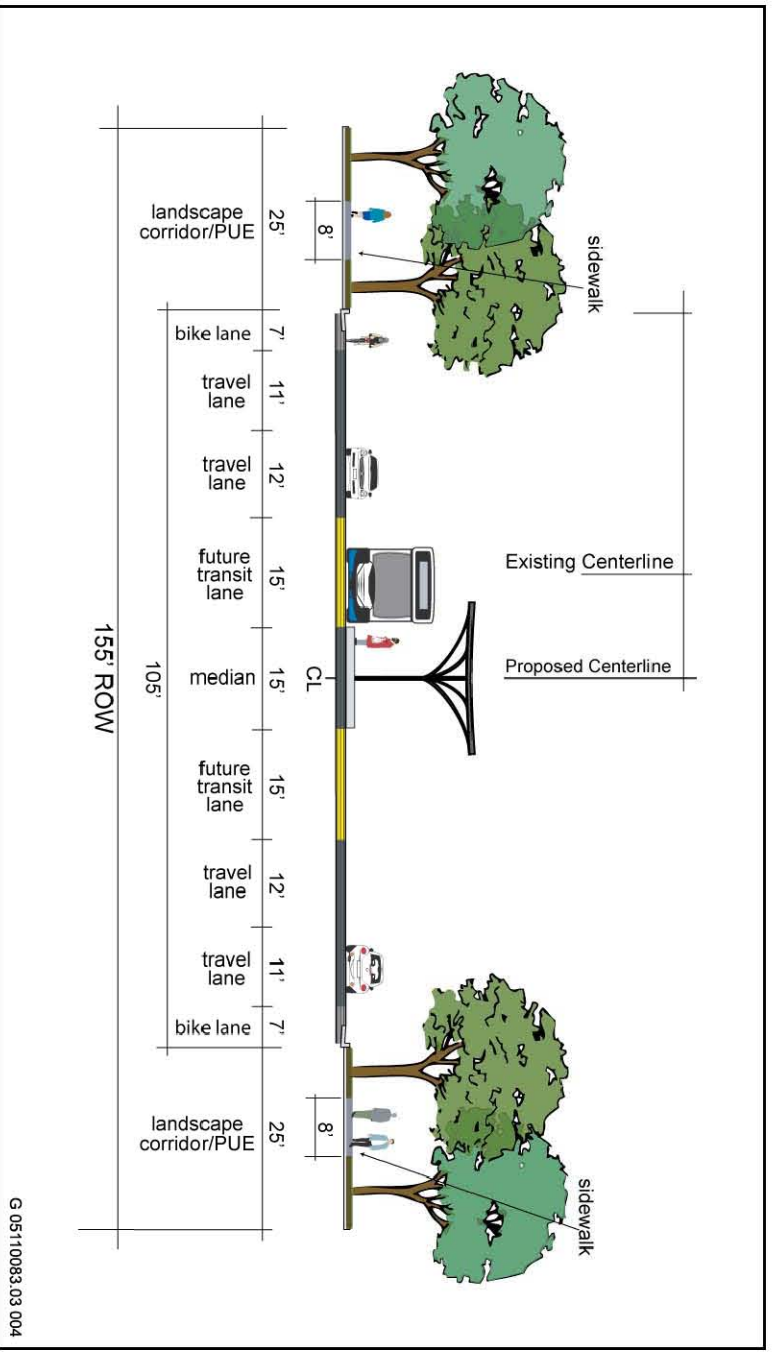 sidewalk
sidewalk
Existing Centerline
Proposed Centerline
8'
CL
8'
25'
7'
11'
12'
15'
15'
15'
12'
11'
7'
25'
landscape
corridor/PUE
bike lane
travel
lane
travel
lane
future
transit
lane
median
future
transit
lane
travel
lane
travel
lane
bike lane
landscape
corridor/PUE
105'
155' ROW
G 05110083.03 004